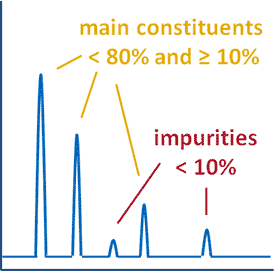 main constituents
< 80% and ≥ 10%
impurities
< 10%